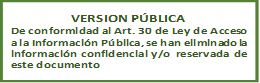 VERSION PÚBLICA
De conformidad al Art. 30 de Ley de Acceso
a la Información Pública, se han eliminado la
información confidencial y/o reservada de
este documento